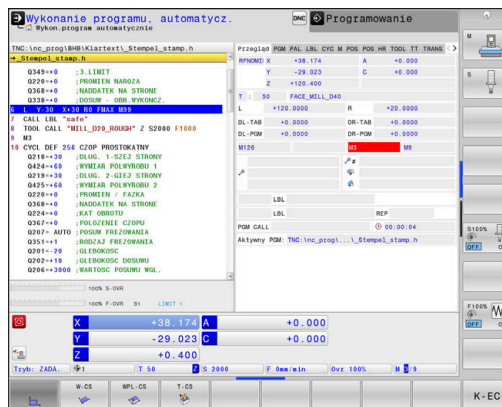 Wykonanie programu, automatycz.
Wykon.program automatycznie
DNC
Programowanie
TNC:\nc_prog\BHB\Klartext\_Stempel_stamp.h
→_Stempel_stamp.h
Q349=+0 ;3.LIMIT
Q220=+0 ;PROMIEN NAROZA
Q368=+0 ;NADDATEK NA STRONE
Q338=+0 ;DOSUW - OBR.WYKONCZ.
6 L Y-30 X+30 R0 FMAX M99
7 CALL LBL "safe"
8 TOOL CALL "MILL_D20_ROUGH" Z S2000 F1000
9 M3
10 CYCL DEF 256 CZOP PROSTOKATNY
Q218=+30 ;DLUG. 1-SZEJ STRONY
Q424=+60 ;WYMIAR POLWYROBU 1
Q219=+30 ;DLUG. 2-GIEJ STRONY
Q425=+60 ;WYMIAR POLWYROBU 2
Q220=+0 ;PROMIEN / FAZKA
Q368=+0 ;NADDATEK NA STRONE
Q224=+0 ;KAT OBROTU
Q367=+0 ;POLOZENIE CZOPU
Q207= AUTO ;POSUW FREZOWANIA
Q351=+1 ;RODZAJ FREZOWANIA
Q201=-20 ;GLEBOKOSC
Q202=+10 ;GLEBOKOSC DOSUWU
Q206=+3000 ;WARTOSC POSUWU WGL.
100% S-OVR
100% F-OVR S1 LIMIT 1
Przegląd PGM PAL LBL CYC M POS POS HR TOOL TT TRANS
RFNOMI X +38.174 A +0.000
Y -29.023 C +0.000
Z +120.400
T : 50 FACE_MILL_D40
L +120.0000 R +20.0000
DL-TAB +0.0000 DR-TAB +0.0000
DL-PGM +0.0000 DR-PGM +0.0000
M126 M3 M9
LBL
LBL REP
PGM CALL 00:00:04
Aktywny PGM: TNC:\nc_prog\...\_Stempel_stamp.h
X +38.174 A +0.000
Y -29.023 C +0.000
Z +0.400
Tryb: ZADA. 1 T 50 Z S 2000 F 0mm/min Ovr 100% M 3/9
W-CS WPL-CS T-CS
M
S
S100%
OFF
F100%
OFF